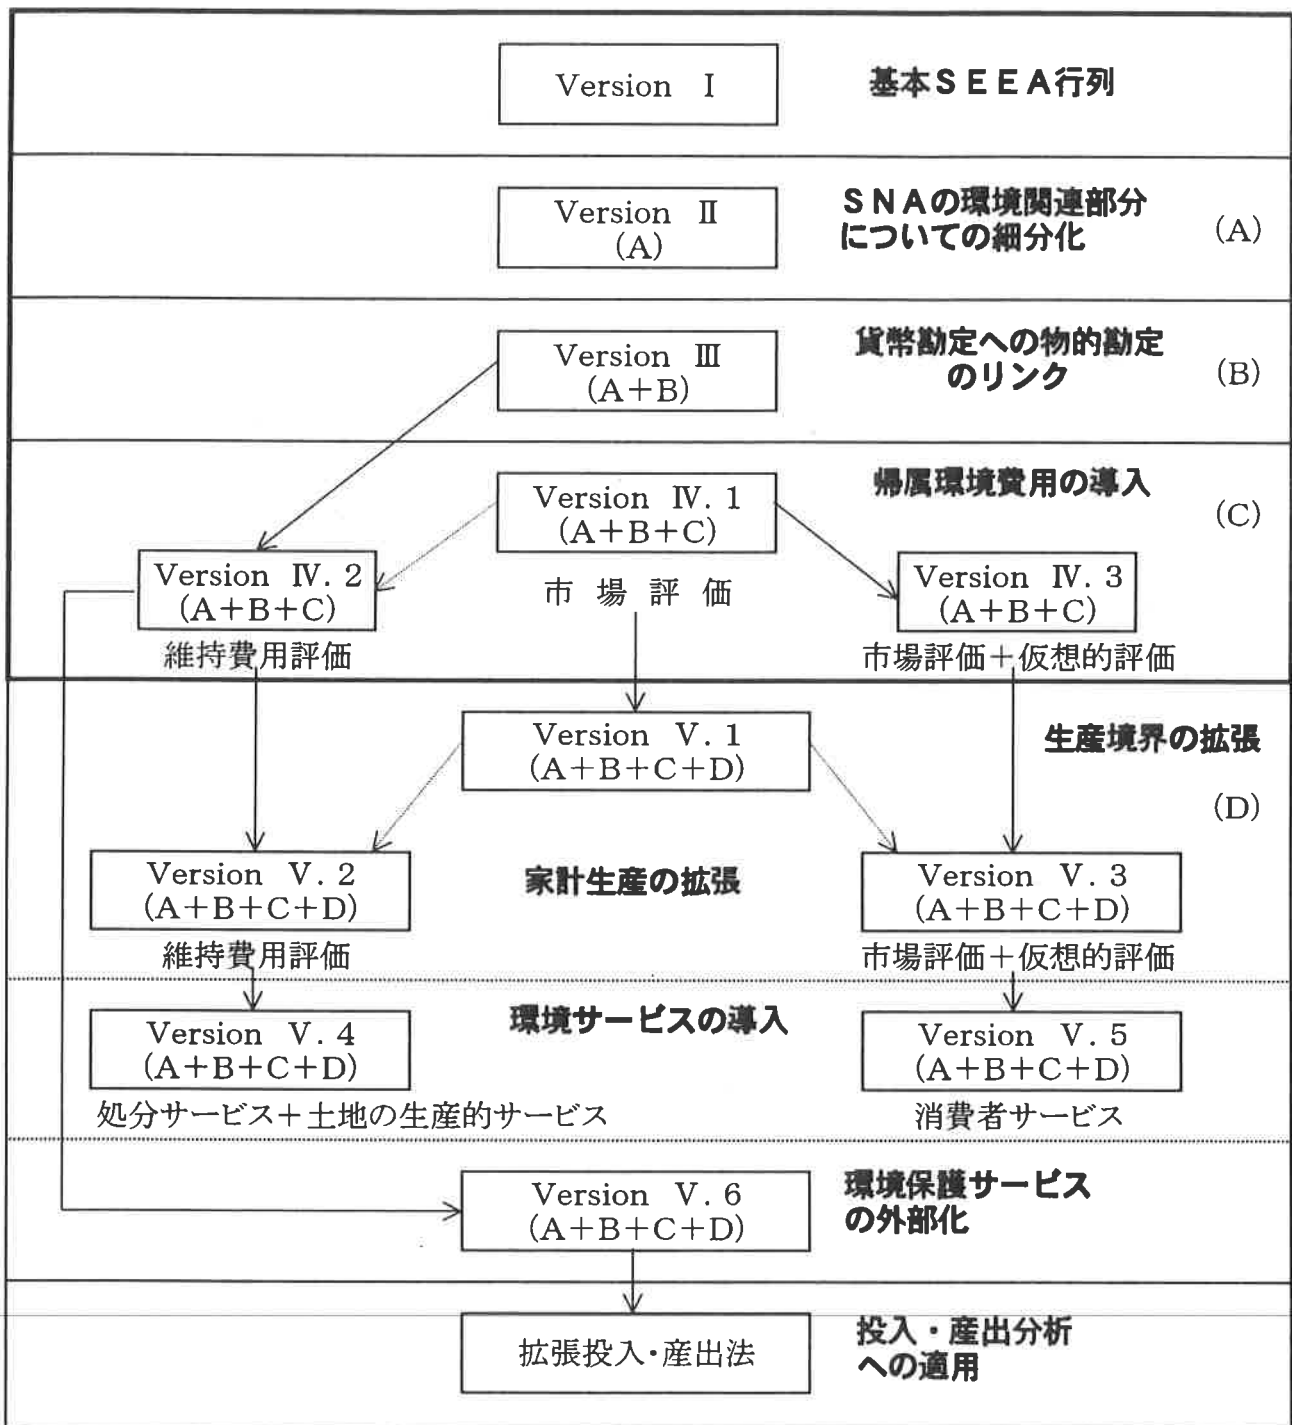 Version Ⅰ
基本ＳＥＥＡ行列
Version Ⅱ
(A)
ＳＮＡの環境関連部分
についての細分化
(A)
Version Ⅲ
(A+B)
貨幣勘定への物的勘定
のリンク
(B)
帰属環境費用の導入
(C)
Version Ⅳ. 1
(A+B+C)
市 場 評 価
Version Ⅳ. 2
(A+B+C)
維持費用評価
Version Ⅳ. 3
(A+B+C)
市場評価＋仮想的評価
Version V. 1
(A+B+C+D)
生産境界の拡張
(D)
Version V. 2
(A+B+C+D)
維持費用評価
家計生産の拡張
Version V. 3
(A+B+C+D)
市場評価＋仮想的評価
Version V. 4
(A+B+C+D)
処分サービス＋土地の生産的サービス
環境サービスの導入
Version V. 5
(A+B+C+D)
消費者サービス
Version V. 6
(A+B+C+D)
環境保護サービス
の外部化
拡張投入・産出法
投入・産出分析
への適用